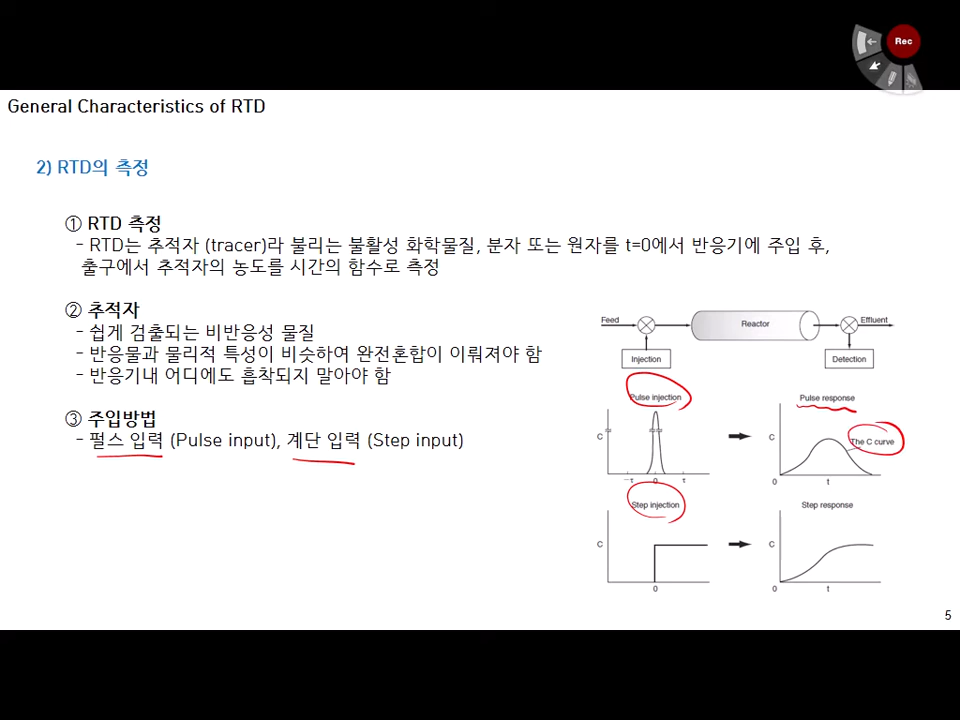 Rec
General Characteristics of RTD
2) RTD의 측정
① RTD 측정
- RTD는 추적자 (tracer)라 불리는 불활성 화학물질, 분자 또는 원자를 t=0에서 반응기에 주입 후,
출구에서 추적자의 농도를 시간의 함수로 측정
② 추적자
- 쉽게 검출되는 비반응성 물질
- 반응물과 물리적 특성이 비슷하여 완전혼합이 이뤄져야 함
- 반응기내 어디에도 흡착되지 말아야 함
③ 주입방법
- 펄스 입력 (Pulse input), 계단 입력 (Step input)
Feed
Reactor
Effluent
Injection
Detection
Pulse injection
Pulse response
C
C
The C curve
−τ 0 τ
0 t
Step injection
Step response
C
C
0
0 t
5